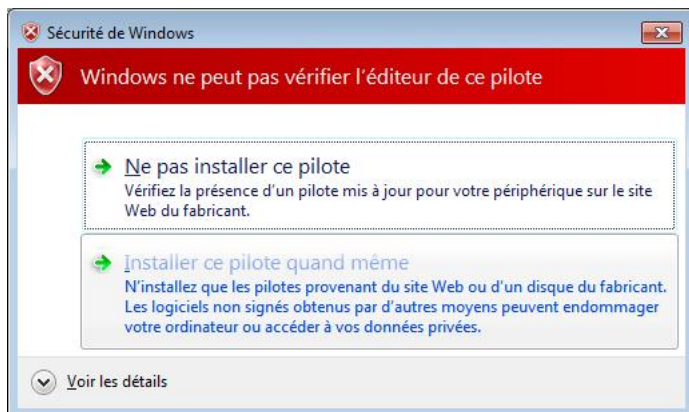 Sécurité de Windows
Windows ne peut pas vérifier l'éditeur de ce pilote
Ne pas installer ce pilote
Vérifiez la présence d'un pilote mis à jour pour votre périphérique sur le site
Web du fabricant.
Installer ce pilote quand même
N'installez que les pilotes provenant du site Web ou d'un disque du fabricant.
Les logiciels non signés obtenus par d'autres moyens peuvent endommager
votre ordinateur ou accéder à vos données privées.
Voir les détails